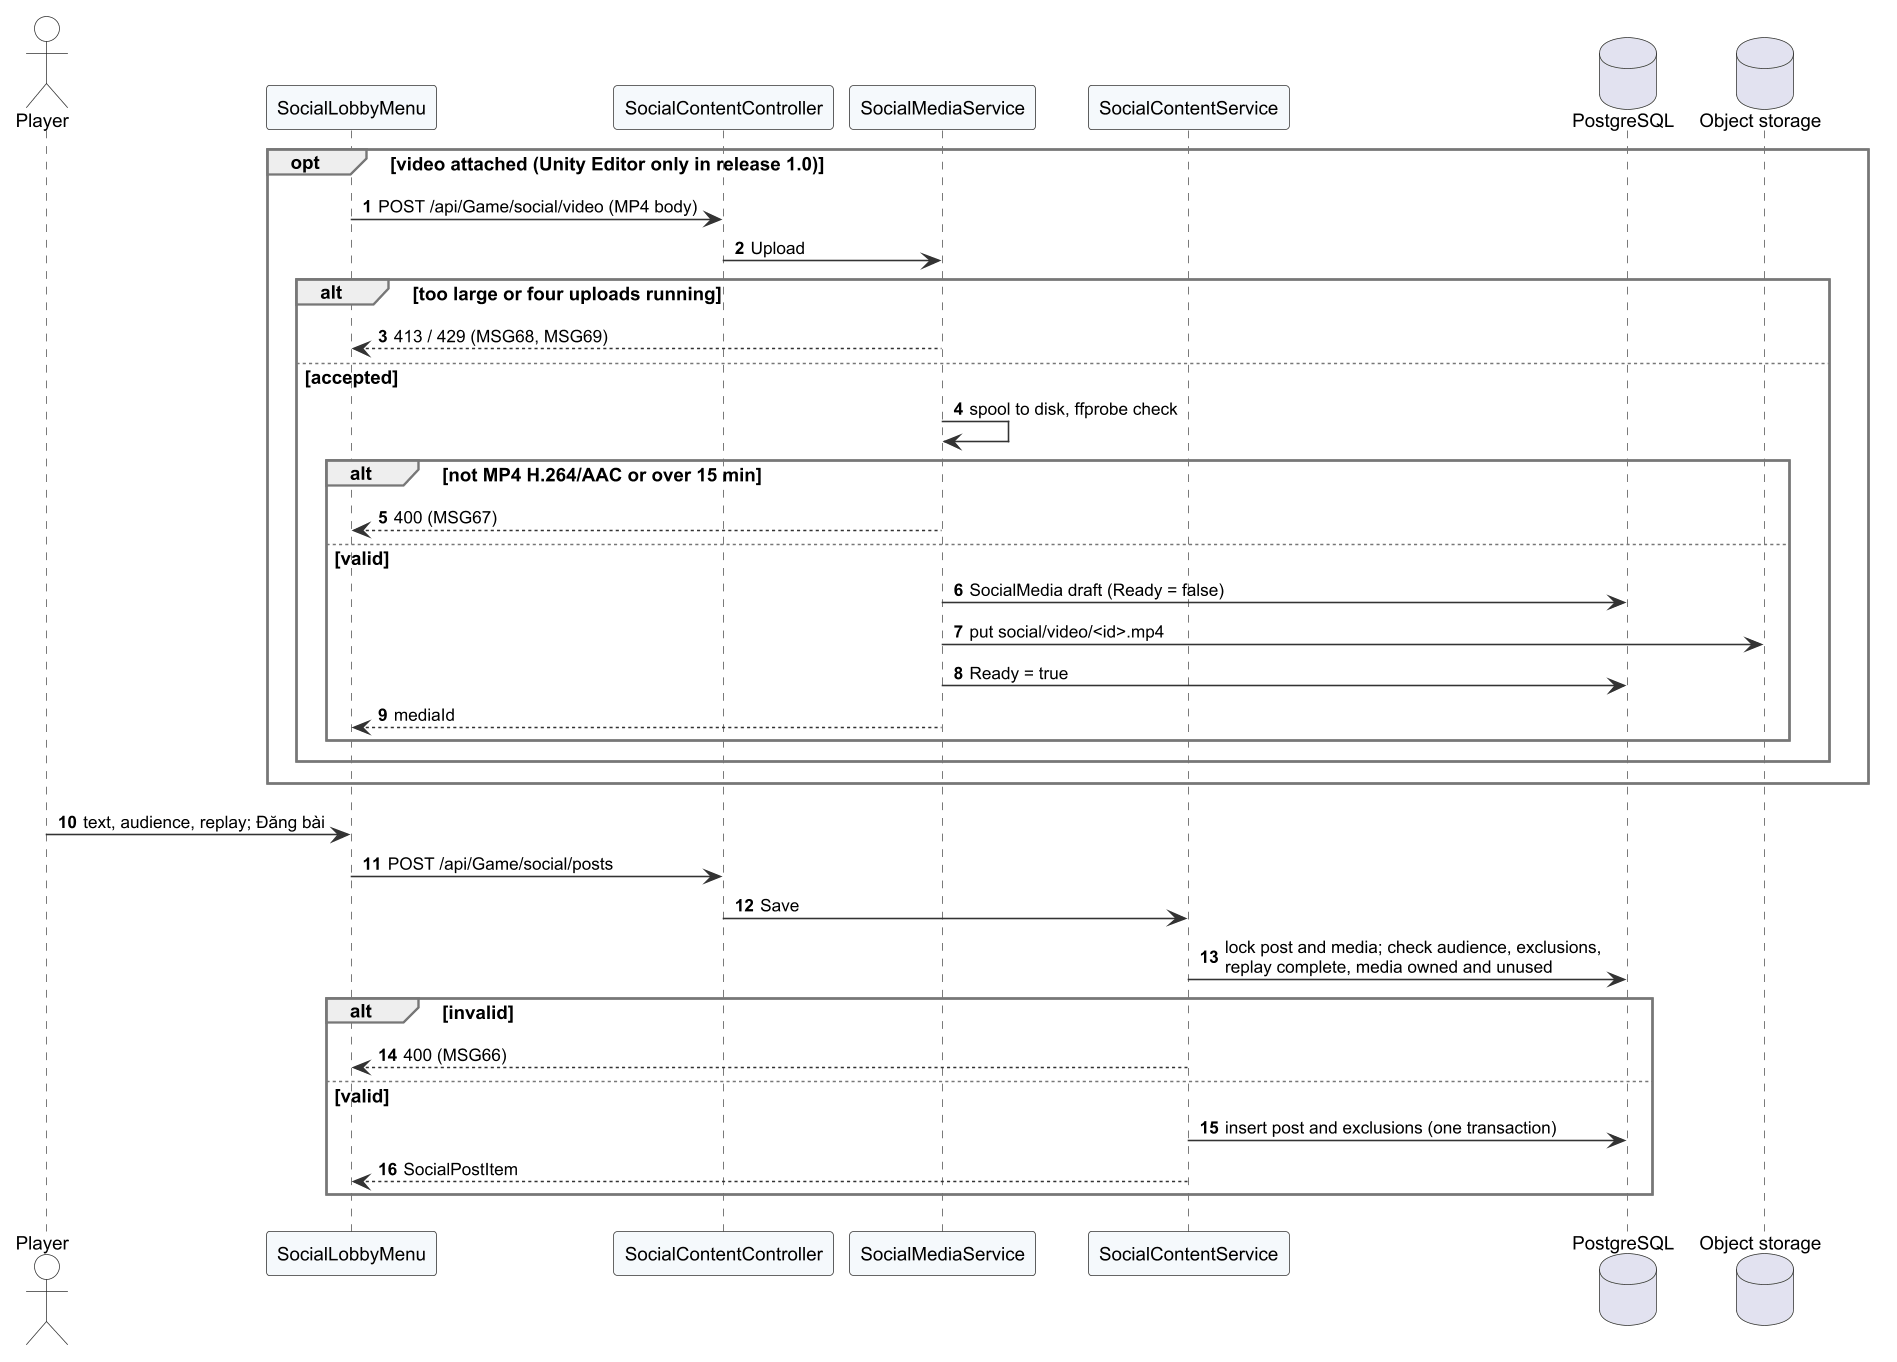 Player
SocialLobbyMenu
SocialContentController
SocialMediaService
SocialContentService
PostgreSQL
Object storage
opt [video attached (Unity Editor only in release 1.0)]
1 POST /api/Game/social/video (MP4 body)
2 Upload
alt [too large or four uploads running]
3 413 / 429 (MSG68, MSG69)
[accepted]
4 spool to disk, ffprobe check
alt [not MP4 H.264/AAC or over 15 min]
5 400 (MSG67)
[valid]
6 SocialMedia draft (Ready = false)
7 put social/video/<id>.mp4
8 Ready = true
9 mediaId
10 text, audience, replay; Đăng bài
11 POST /api/Game/social/posts
12 Save
13 lock post and media; check audience, exclusions,
replay complete, media owned and unused
alt [invalid]
14 400 (MSG66)
[valid]
15 insert post and exclusions (one transaction)
16 SocialPostItem
Player
SocialLobbyMenu
SocialContentController
SocialMediaService
SocialContentService
PostgreSQL
Object storage